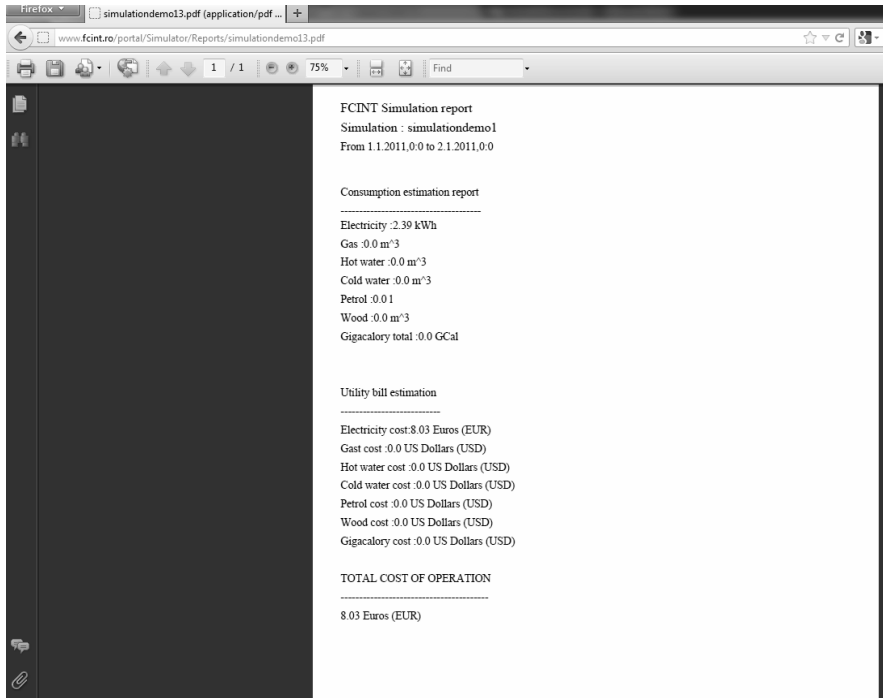 Firefox
simulationdemo13.pdf (application/pdf ... +
www.fcint.ro/portal/Simulator/Reports/simulationdemo13.pdf
1 / 1 75% Find
FCINT Simulation report
Simulation : simulationdemo1
From 1.1.2011,0:0 to 2.1.2011,0:0
Consumption estimation report
--------------------------------------
Electricity :2.39 kWh
Gas :0.0 m^3
Hot water :0.0 m^3
Cold water :0.0 m^3
Petrol :0.0 l
Wood :0.0 m^3
Gigacalory total :0.0 GCal
Utility bill estimation
---------------------------
Electricity cost:8.03 Euros (EUR)
Gast cost :0.0 US Dollars (USD)
Hot water cost :0.0 US Dollars (USD)
Cold water cost :0.0 US Dollars (USD)
Petrol cost :0.0 US Dollars (USD)
Wood cost :0.0 US Dollars (USD)
Gigacalory cost :0.0 US Dollars (USD)
TOTAL COST OF OPERATION
----------------------------------------
8.03 Euros (EUR)